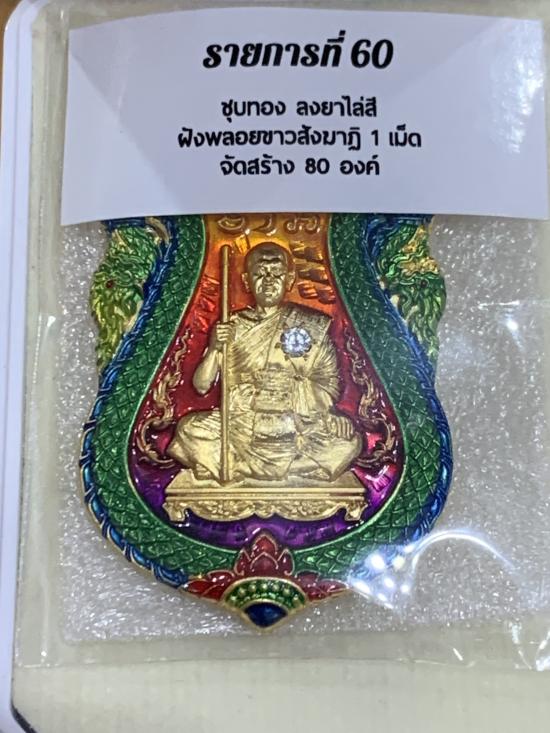 รายการที่ 60
ชุบทอง ลงยาไล่สี
ฝังพลอยขาวสังฆาฏิ 1 เม็ด
จัดสร้าง 80 องค์